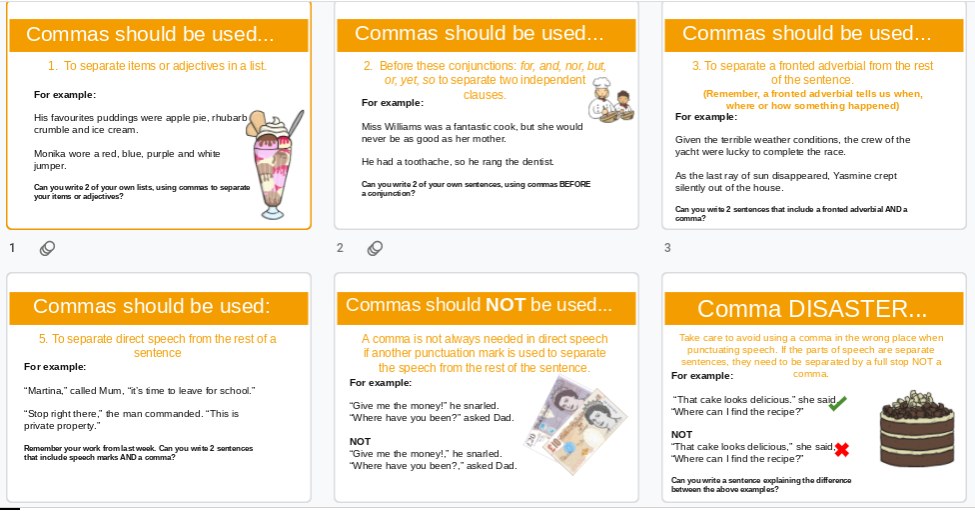 Commas should be used...
1. To separate items or adjectives in a list.
For example:
His favourites puddings were apple pie, rhubarb
crumble and ice cream.
Monika wore a red, blue, purple and white
jumper.
Can you write 2 of your own lists, using commas to separate
your items or adjectives?
1
Commas should be used...
2. Before these conjunctions: for, and, nor, but,
or, yet, so to separate two independent
clauses.
For example:
Miss Williams was a fantastic cook, but she would
never be as good as her mother.
He had a toothache, so he rang the dentist.
Can you write 2 of your own sentences, using commas BEFORE
a conjunction?
2
Commas should be used...
3. To separate a fronted adverbial from the rest
of the sentence.
(Remember, a fronted adverbial tells us when,
where or how something happened)
For example:
Given the terrible weather conditions, the crew of the
yacht were lucky to complete the race.
As the last ray of sun disappeared, Yasmine crept
silently out of the house.
Can you write 2 sentences that include a fronted adverbial AND a
comma?
3
Commas should be used:
5. To separate direct speech from the rest of a
sentence
For example:
“Martina,” called Mum, “it’s time to leave for school.”
“Stop right there,” the man commanded. “This is
private property.”
Remember your work from last week. Can you write 2 sentences
that include speech marks AND a comma?
Commas should NOT be used...
A comma is not always needed in direct speech
if another punctuation mark is used to separate
the speech from the rest of the sentence.
For example:
“Give me the money!” he snarled.
“Where have you been?” asked Dad.
NOT
“Give me the money!,” he snarled.
“Where have you been?,” asked Dad.
£20
£10
Comma DISASTER...
Take care to avoid using a comma in the wrong place when
punctuating speech. If the parts of speech are separate
sentences, they need to be separated by a full stop NOT a
comma.
For example:
“That cake looks delicious.” she said.
“Where can I find the recipe?”
NOT
“That cake looks delicious,” she said,
“Where can I find the recipe?”
Can you write a sentence explaining the difference
between the above examples?